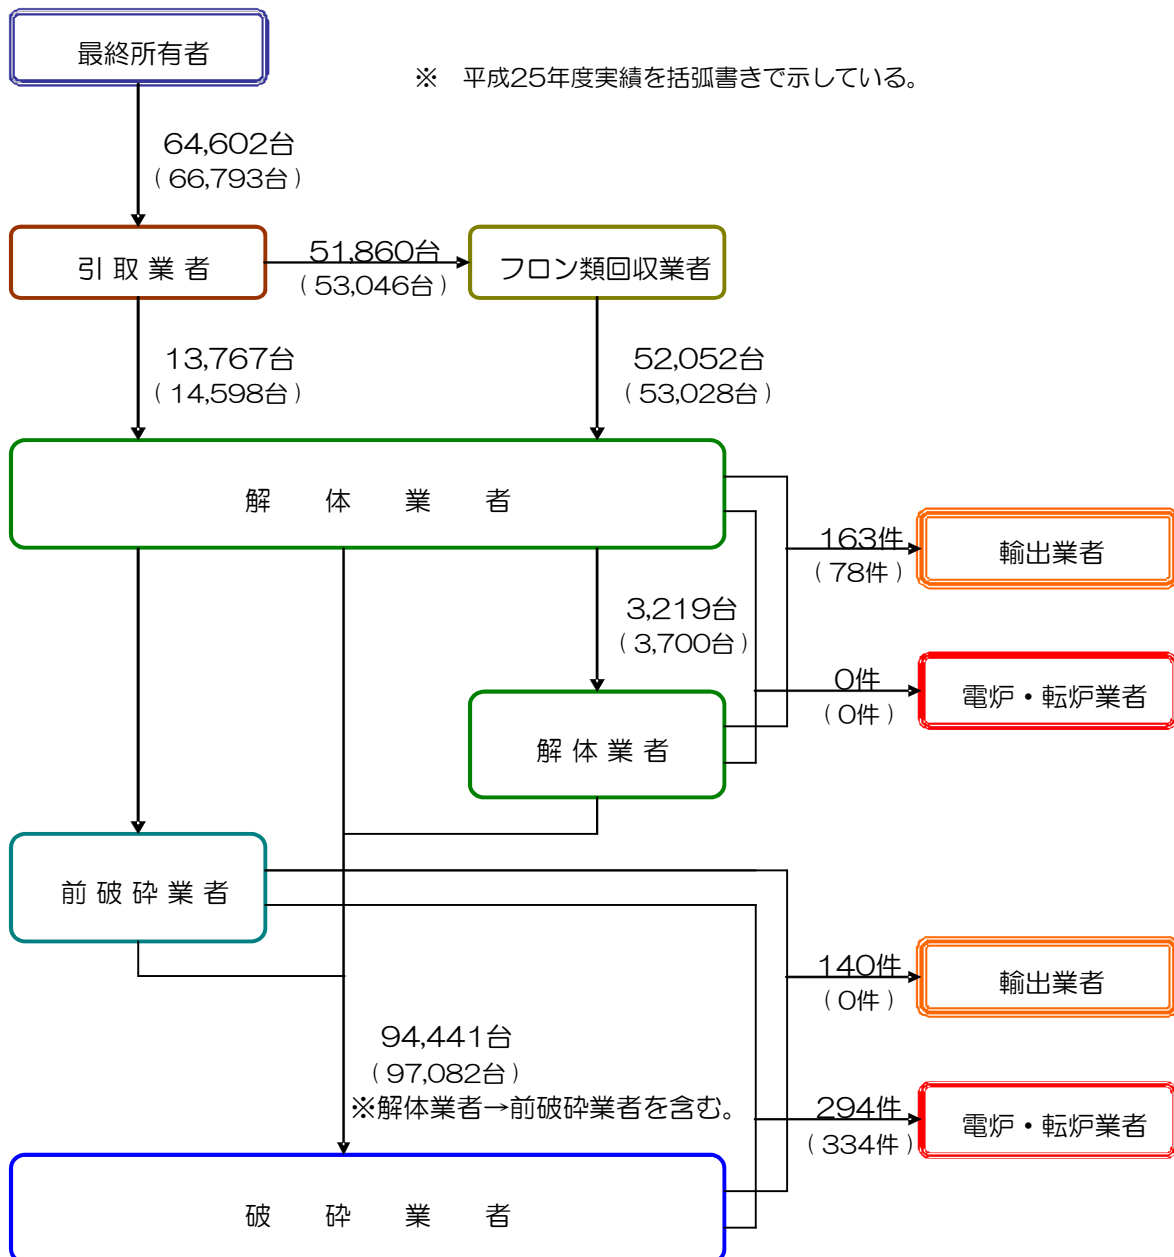 最終所有者
※　平成25年度実績を括弧書きで示している。
64,602台
（66,793台）
引 取 業 者
51,860台
（53,046台）
フロン類回収業者
13,767台
（14,598台）
52,052台
（53,028台）
解　体　業　者
163件
（78件）
輸出業者
3,219台
（3,700台）
0件
（0件）
電炉・転炉業者
解 体 業 者
前 破 砕 業 者
140件
（0件）
輸出業者
94,441台
（97,082台）
※解体業者→前破砕業者を含む。
294件
（334件）
電炉・転炉業者
破　砕　業　者